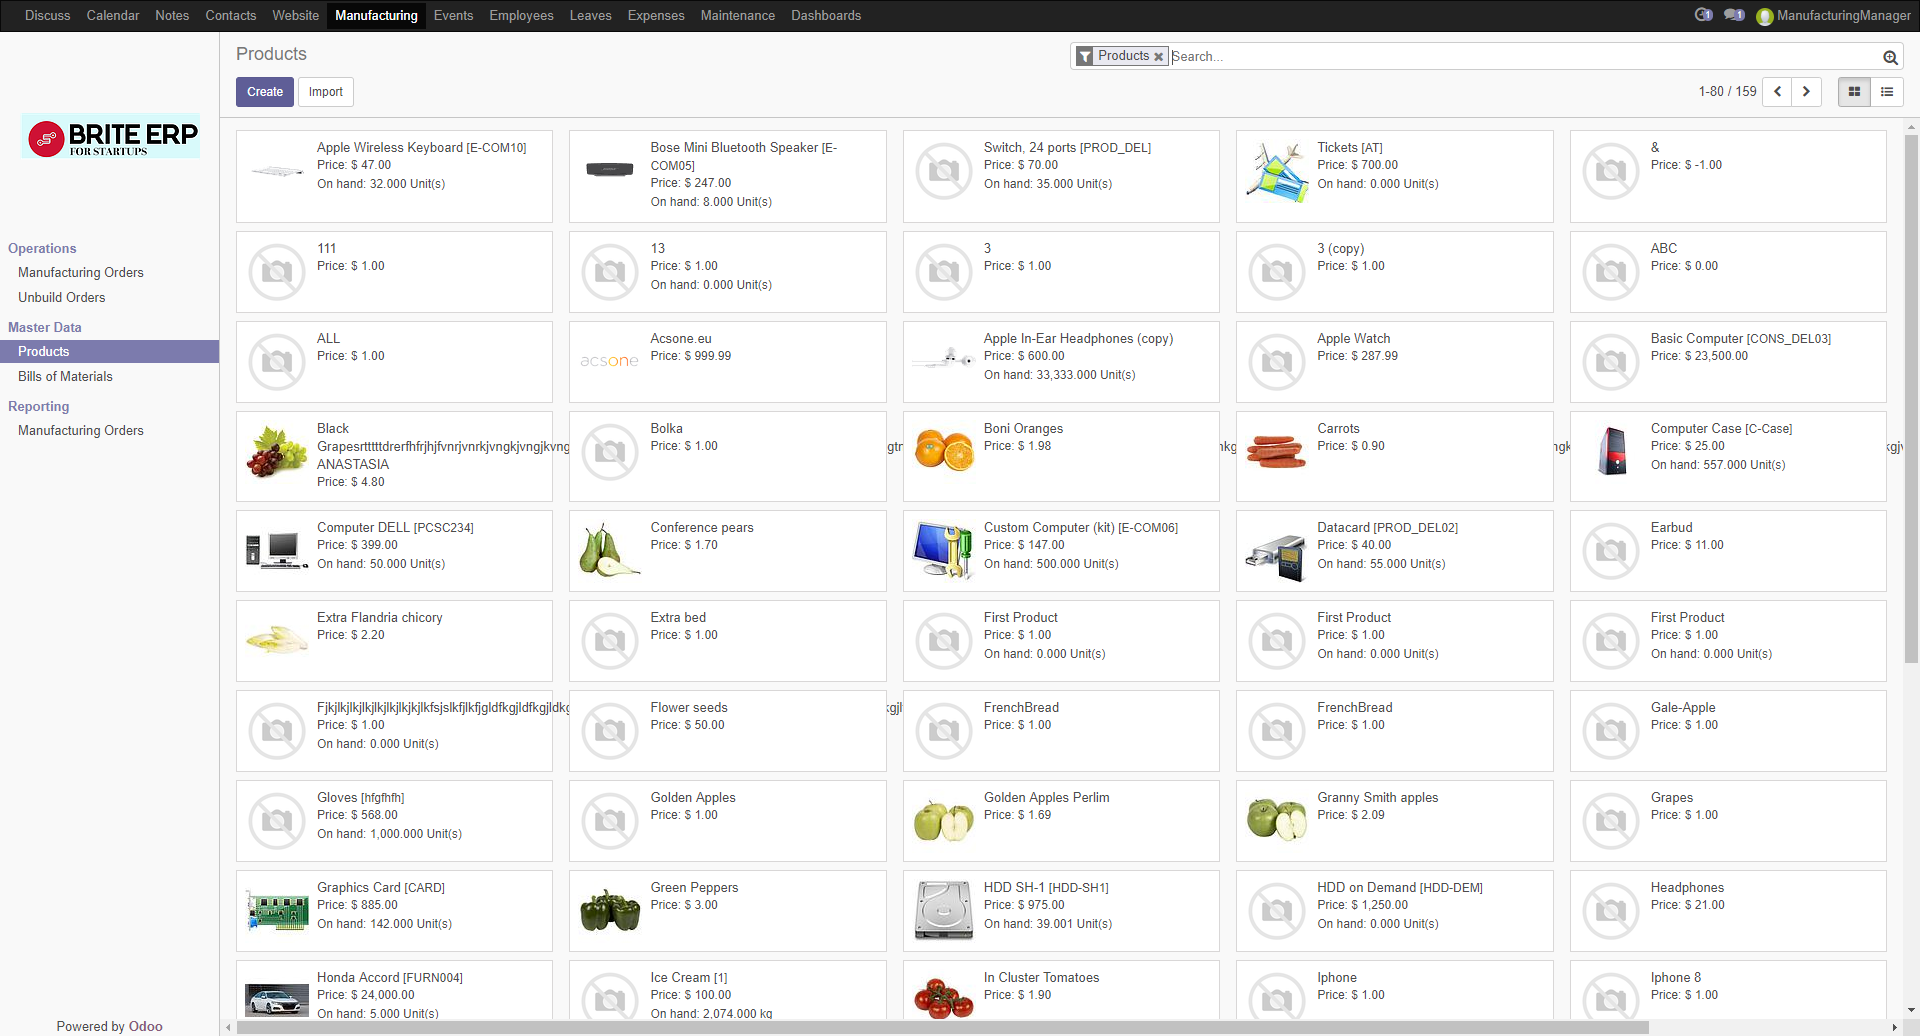 Discuss Calendar Notes Contacts Website Manufacturing Events Employees Leaves Expenses Maintenance Dashboards 1 1 ManufacturingManager
Products
Products Search...
Create Import
1-80 / 159
BRITE ERP
FOR STARTUPS
Operations
Manufacturing Orders
Unbuild Orders
Master Data
Products
Bills of Materials
Reporting
Manufacturing Orders
Powered by Odoo
Apple Wireless Keyboard [E-COM10]
Price: $ 47.00
On hand: 32.000 Unit(s)
Bose Mini Bluetooth Speaker [E-
COM05]
Price: $ 247.00
On hand: 8.000 Unit(s)
Switch, 24 ports [PROD_DEL]
Price: $ 70.00
On hand: 35.000 Unit(s)
Tickets [AT]
Price: $ 700.00
On hand: 0.000 Unit(s)
&
Price: $ -1.00
111
Price: $ 1.00
13
Price: $ 1.00
On hand: 0.000 Unit(s)
3
Price: $ 1.00
3 (copy)
Price: $ 1.00
ABC
Price: $ 0.00
ALL
Price: $ 1.00
acsone
Acsone.eu
Price: $ 999.99
Apple In-Ear Headphones (copy)
Price: $ 600.00
On hand: 33,333.000 Unit(s)
Apple Watch
Price: $ 287.99
Basic Computer [CONS_DEL03]
Price: $ 23,500.00
Black
ANASTASIA
Price: $ 4.80
Bolka
Price: $ 1.00
Boni Oranges
Price: $ 1.98
Carrots
Price: $ 0.90
Computer Case [C-Case]
Price: $ 25.00
On hand: 557.000 Unit(s)
Computer DELL [PCSC234]
Price: $ 399.00
On hand: 50.000 Unit(s)
Conference pears
Price: $ 1.70
Custom Computer (kit) [E-COM06]
Price: $ 147.00
On hand: 500.000 Unit(s)
Datacard [PROD_DEL02]
Price: $ 40.00
On hand: 55.000 Unit(s)
Earbud
Price: $ 11.00
Extra Flandria chicory
Price: $ 2.20
Extra bed
Price: $ 1.00
First Product
Price: $ 1.00
On hand: 0.000 Unit(s)
First Product
Price: $ 1.00
On hand: 0.000 Unit(s)
First Product
Price: $ 1.00
On hand: 0.000 Unit(s)
Price: $ 1.00
On hand: 0.000 Unit(s)
Flower seeds
Price: $ 50.00
FrenchBread
Price: $ 1.00
FrenchBread
Price: $ 1.00
Gale-Apple
Price: $ 1.00
Gloves [hfgfhfh]
Price: $ 568.00
On hand: 1,000.000 Unit(s)
Golden Apples
Price: $ 1.00
Golden Apples Perlim
Price: $ 1.69
Granny Smith apples
Price: $ 2.09
Grapes
Price: $ 1.00
Graphics Card [CARD]
Price: $ 885.00
On hand: 142.000 Unit(s)
Green Peppers
Price: $ 3.00
HDD SH-1 [HDD-SH1]
Price: $ 975.00
On hand: 39.001 Unit(s)
HDD on Demand [HDD-DEM]
Price: $ 1,250.00
On hand: 0.000 Unit(s)
Headphones
Price: $ 21.00
Honda Accord [FURN004]
Price: $ 24,000.00
On hand: 5.000 Unit(s)
Ice Cream [1]
Price: $ 100.00
On hand: 2,074.000 kg
In Cluster Tomatoes
Price: $ 1.90
Iphone
Price: $ 1.00
Iphone 8
Price: $ 1.00